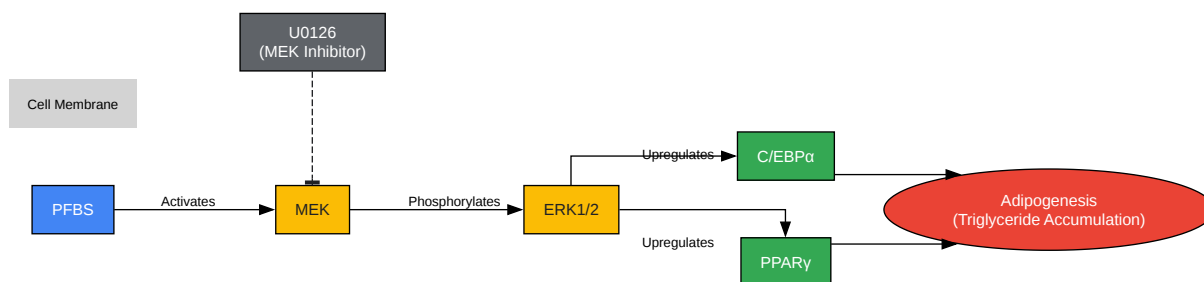 U0126
(MEK Inhibitor)
Cell Membrane
Upregulates
C/EBPα
PFBS
Activates
MEK
Phosphorylates
ERK1/2
Adipogenesis
(Triglyceride Accumulation)
Upregulates
PPARγ